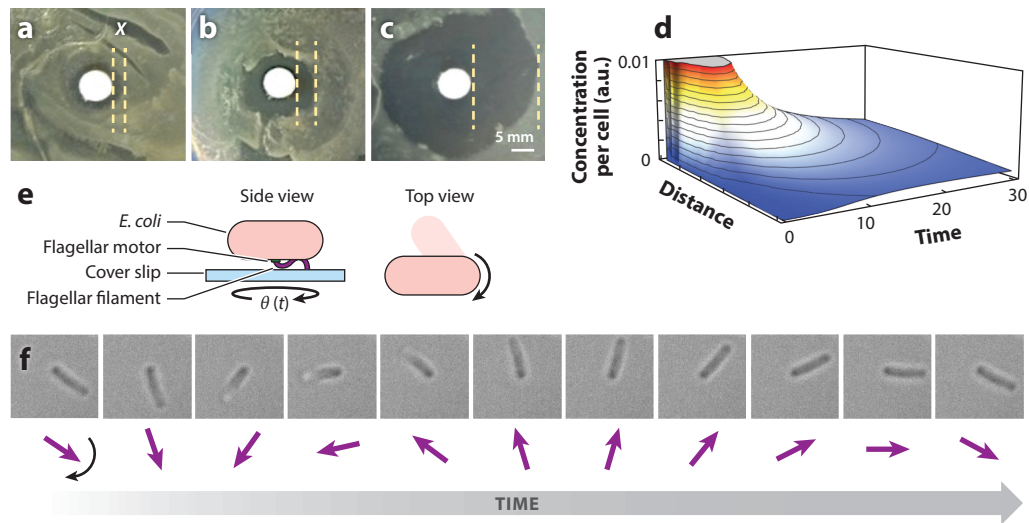 a
X
b
c
5 mm
d
0.01
Concentration
per cell (a.u.)
0
Distance
0
10
20
30
Time
e
Side view
Top view
E. coli
Flagellar motor
Cover slip
Flagellar filament
θ (t)
f
TIME